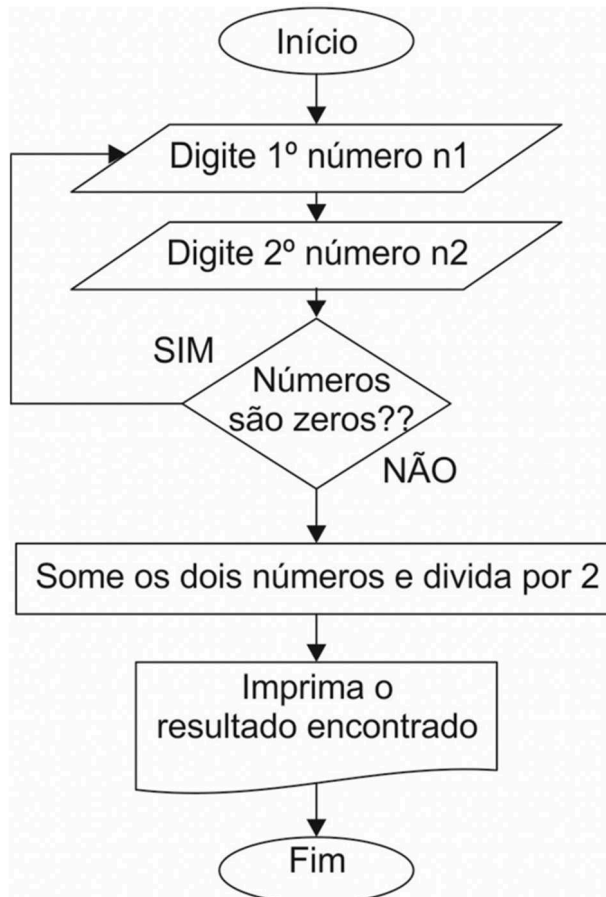 Início
Digite 1º número n1
Digite 2º número n2
SIM
Números
são zeros??
NÃO
Some os dois números e divida por 2
Imprima o
resultado encontrado
Fim